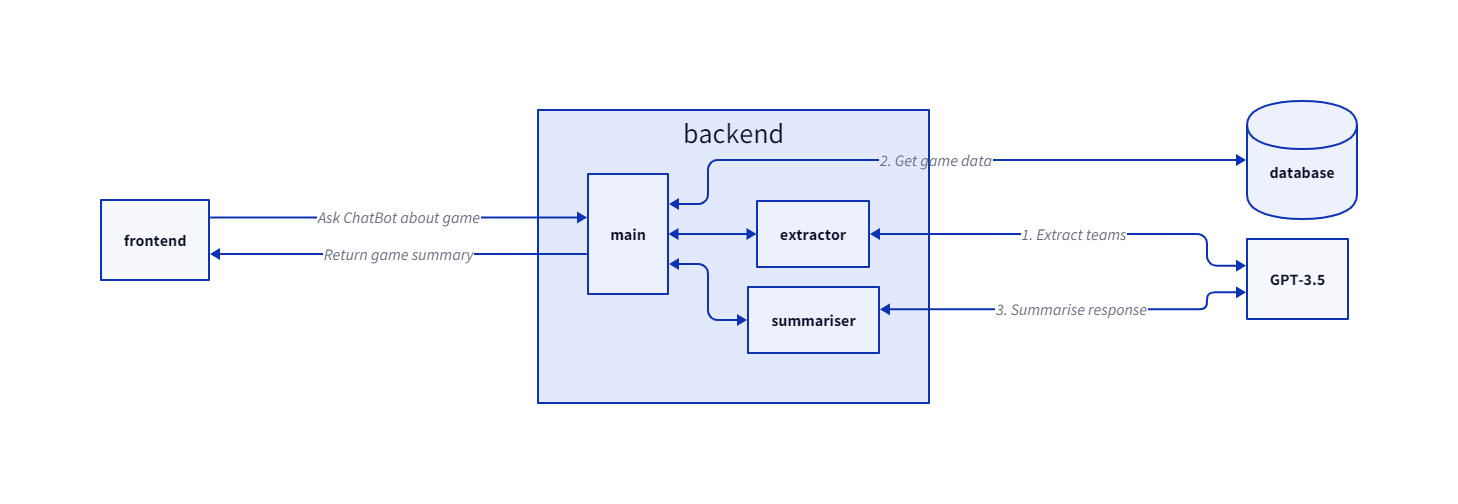 backend
2. Get game data
database
Ask ChatBot about game
frontend
main
extractor
1. Extract teams
Return game summary
GPT-3.5
summariser
3. Summarise response